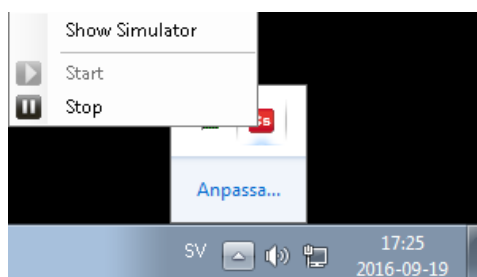 Show Simulator
Start
Stop
Cs
Anpassa...
SV
17:25
2016-09-19